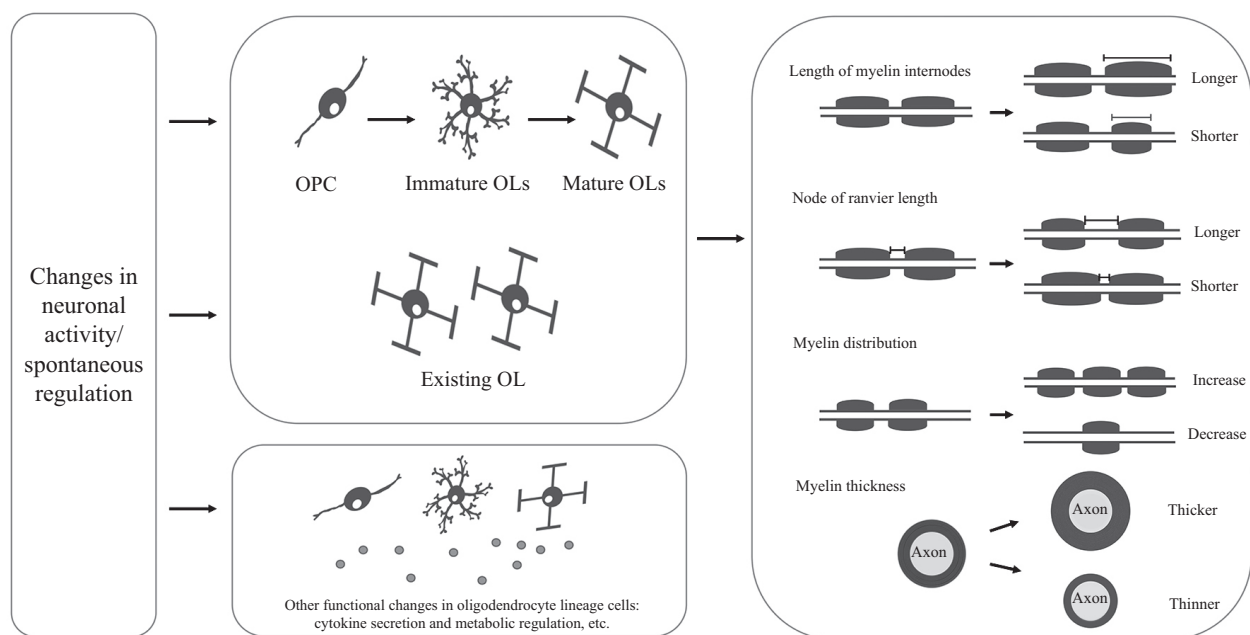 Changes in
neuronal
activity/
spontaneous
regulation
OPC
Immature OLs
Mature OLs
Existing OL
Other functional changes in oligodendrocyte lineage cells:
cytokine secretion and metabolic regulation, etc.
Length of myelin internodes
Longer
Shorter
Node of ranvier length
Longer
Shorter
Myelin distribution
Increase
Decrease
Myelin thickness
Axon
Axon
Thicker
Axon
Thinner